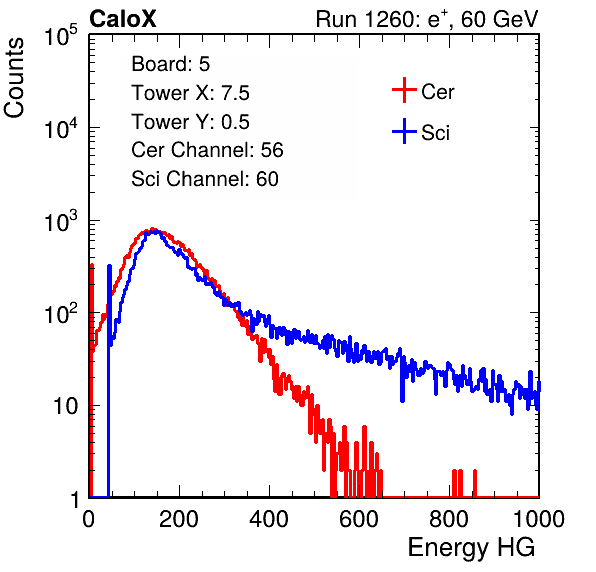 CaloX Run 1260: e⁺, 60 GeV
Counts
10⁵
10⁴
10³
10²
10
1
Board: 5
Tower X: 7.5
Tower Y: 0.5
Cer Channel: 56
Sci Channel: 60
Cer
Sci
0 200 400 600 800 1000
Energy HG